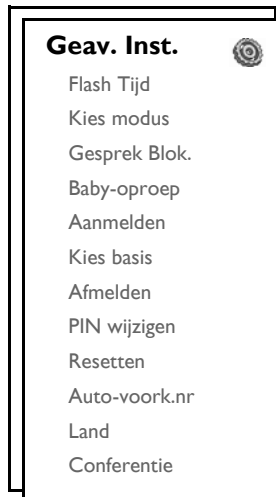 Geav. Inst.
Flash Tijd
Kies modus
Gesprek Blok.
Baby-oproep
Aanmelden
Kies basis
Afmelden
PIN wijzigen
Resetten
Auto-voork.nr
Land
Conferentie